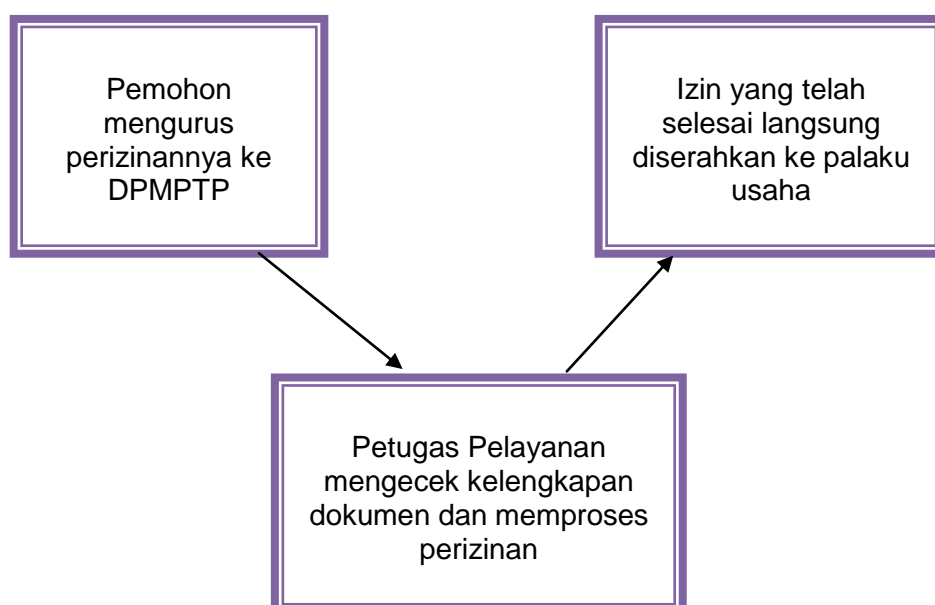 Pemohon
mengurus
perizinannya ke
DPMPTP
Petugas Pelayanan
mengecek kelengkapan
dokumen dan memproses
perizinan
Izin yang telah
selesai langsung
diserahkan ke palaku
usaha